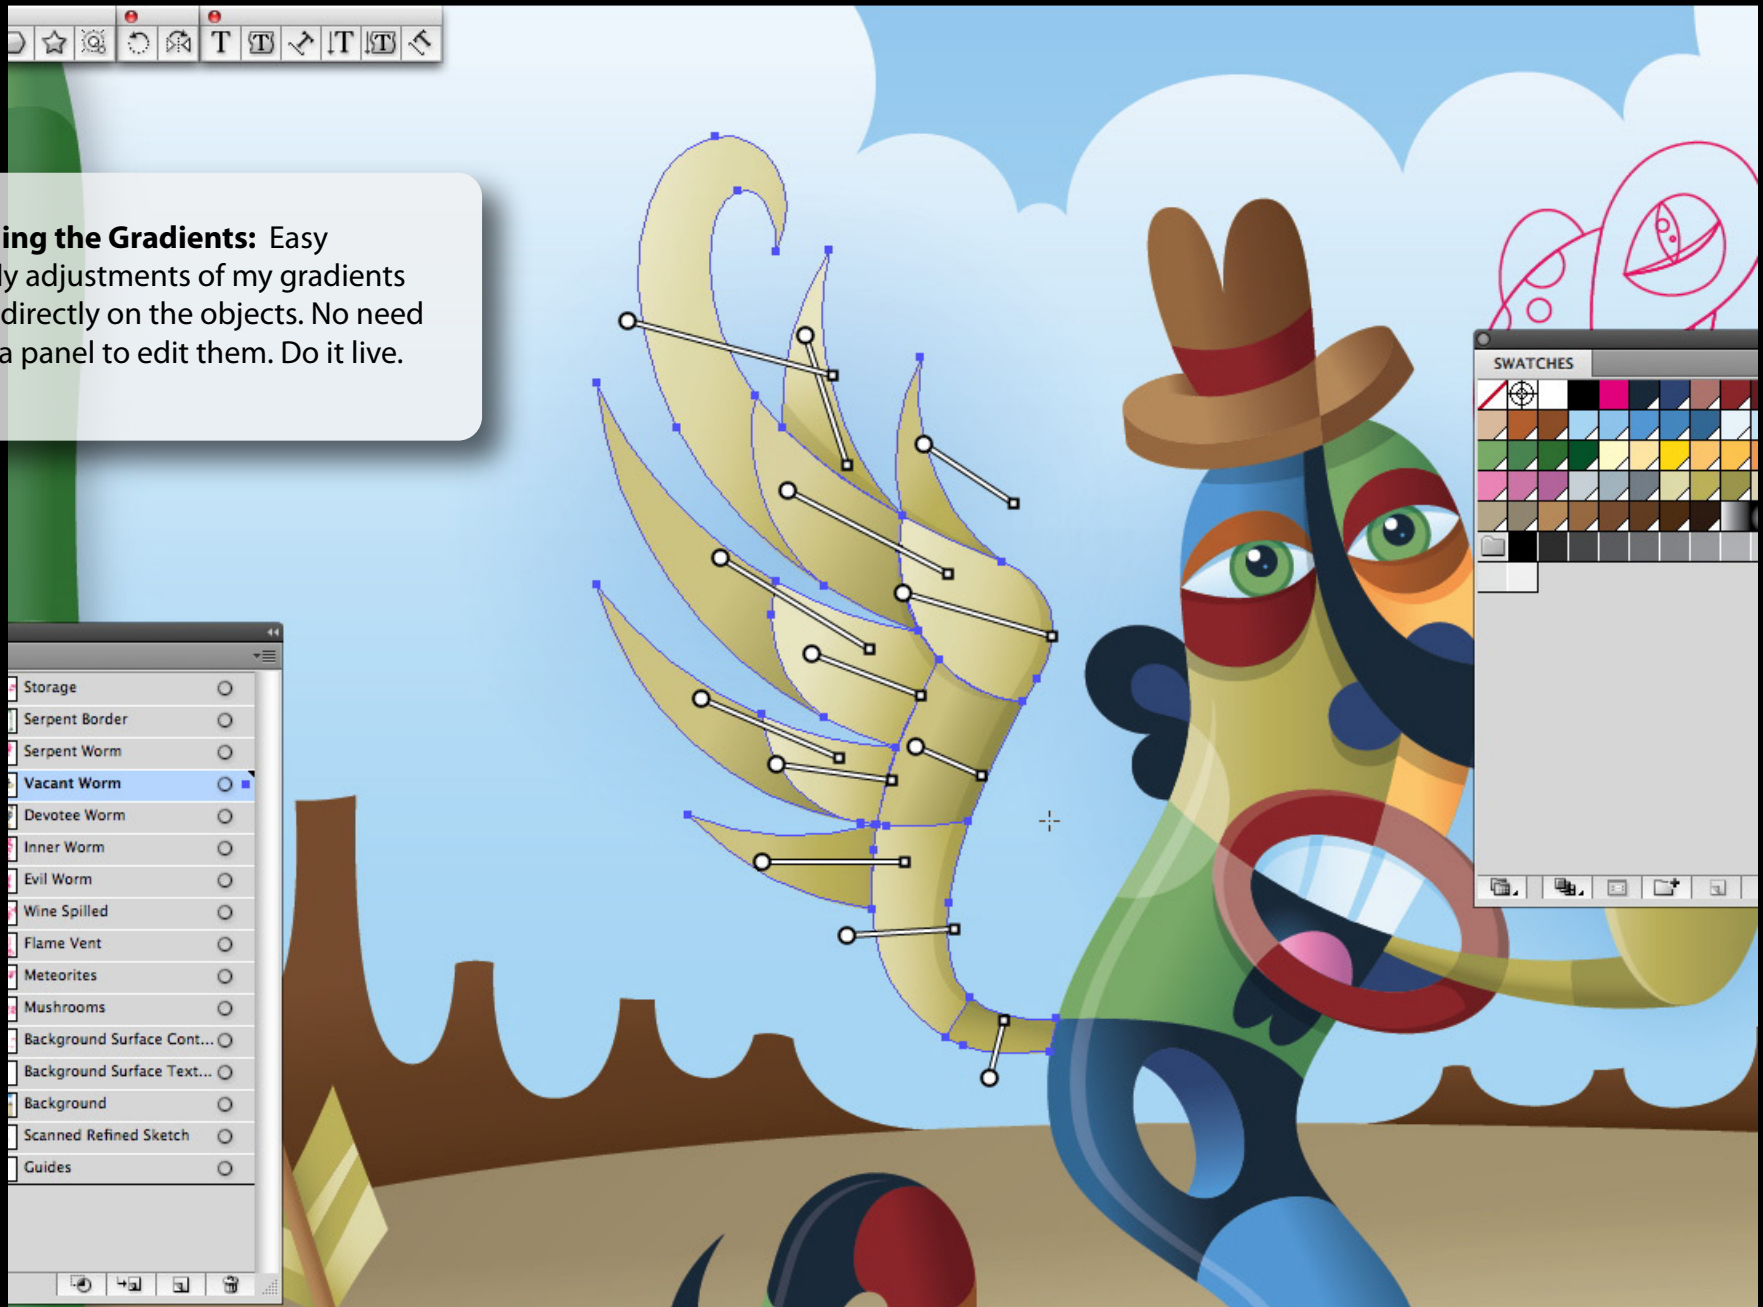 T T T T T
ing the Gradients: Easy
ly adjustments of my gradients
directly on the objects. No need
a panel to edit them. Do it live.
SWATCHES
Storage
Serpent Border
Serpent Worm
Vacant Worm
Devotee Worm
Inner Worm
Evil Worm
Wine Spilled
Flame Vent
Meteorites
Mushrooms
Background Surface Cont...
Background Surface Text...
Background
Scanned Refined Sketch
Guides